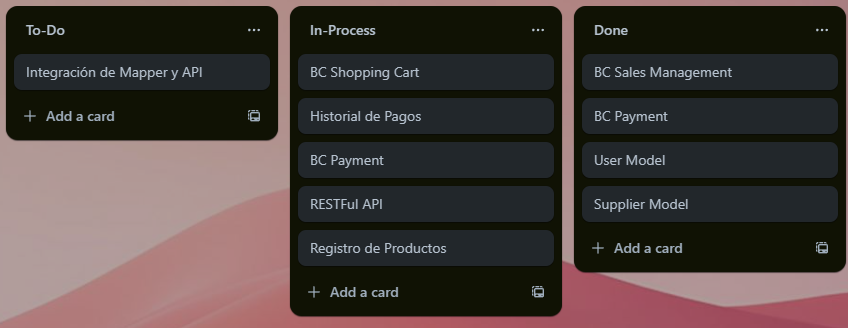 To-Do
Integración de Mapper y API
Add a card
In-Process
BC Shopping Cart
Historial de Pagos
BC Payment
RESTFul API
Registro de Productos
Add a card
Done
BC Sales Management
BC Payment
User Model
Supplier Model
Add a card